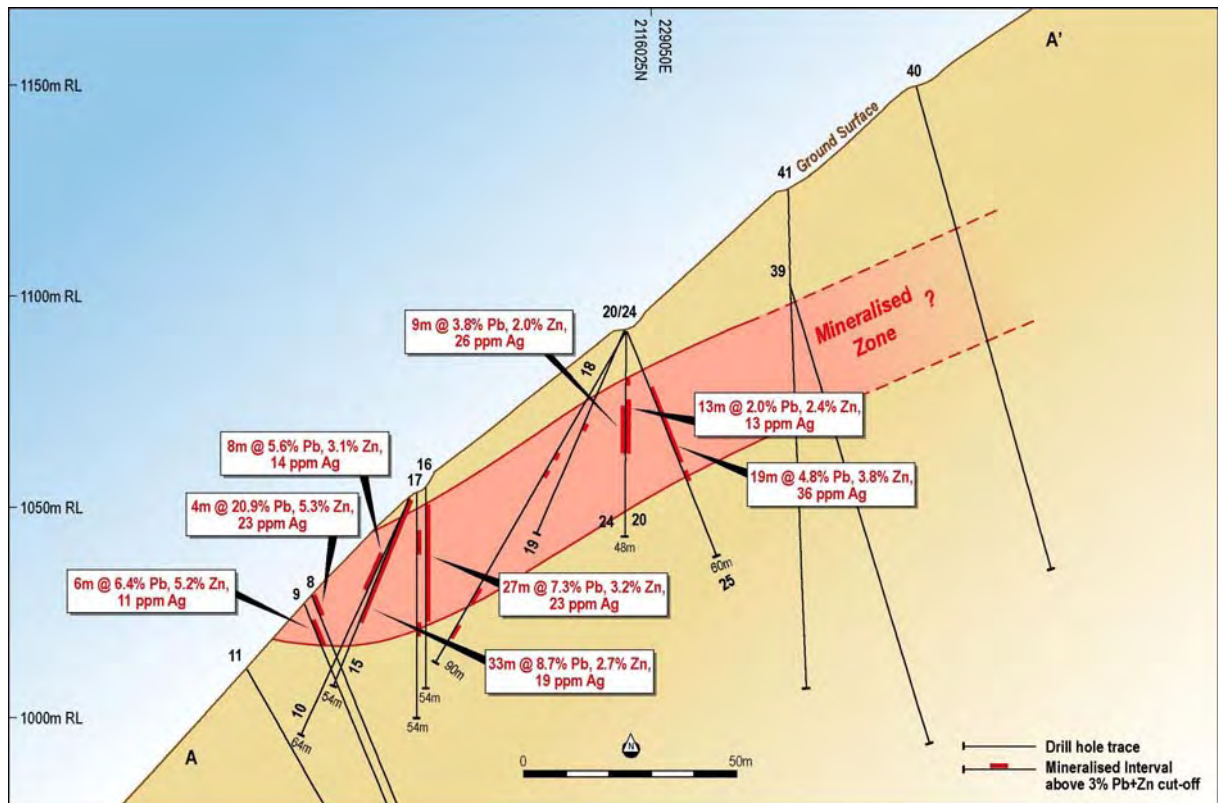 2116025N
229050E
A'
40
1150m RL
Ground Surface
41
39
1100m RL
20/24
Mineralised ?
Zone
9m @ 3.8% Pb, 2.0% Zn,
26 ppm Ag
18
13m @ 2.0% Pb, 2.4% Zn,
13 ppm Ag
8m @ 5.6% Pb, 3.1% Zn,
14 ppm Ag
16
17
19m @ 4.8% Pb, 3.8% Zn,
36 ppm Ag
4m @ 20.9% Pb, 5.3% Zn,
23 ppm Ag
1050m RL
24 20
19
48m
60m
25
6m @ 6.4% Pb, 5.2% Zn,
11 ppm Ag
8
9
27m @ 7.3% Pb, 3.2% Zn,
23 ppm Ag
11
15
33m @ 8.7% Pb, 2.7% Zn,
19 ppm Ag
90m
54m
54m
54m
10
64m
1000m RL
A
N
0 50m
Drill hole trace
Mineralised Interval
above 3% Pb+Zn cut-off